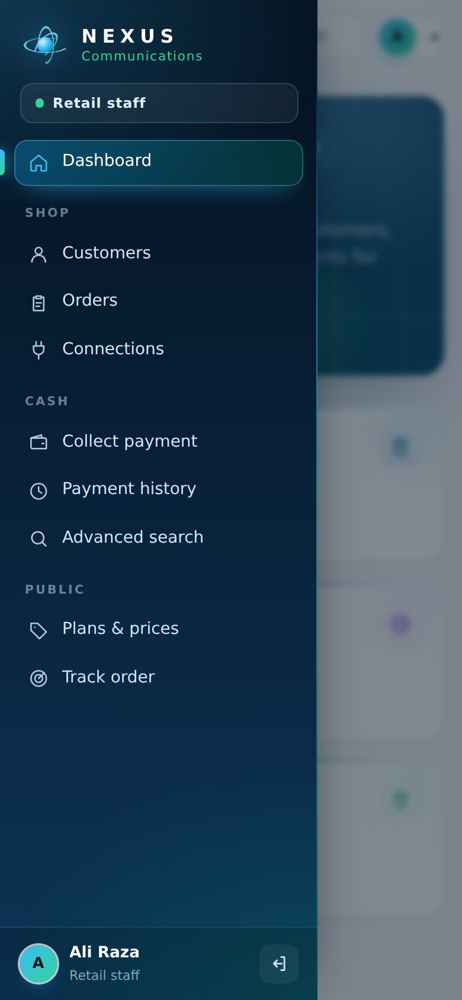 NEXUS
Communications
Retail staff
Dashboard
SHOP
Customers
Orders
Connections
CASH
Collect payment
Payment history
Advanced search
PUBLIC
Plans & prices
Track order
A
Ali Raza
Retail staff